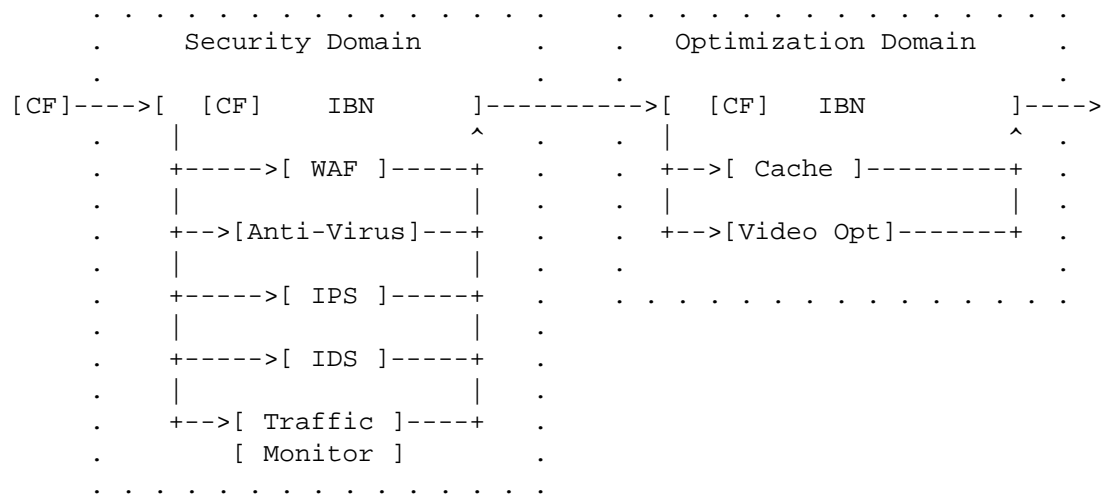 Security Domain Optimization Domain
[CF]---->[ [CF] IBN ]---------->[ [CF] IBN ]---->
+----->[ WAF ]-----+ +-->[ Cache ]---------+
+-->[Anti-Virus]---+ +-->[Video Opt]-------+
+----->[ IPS ]-----+
+----->[ IDS ]-----+
+-->[ Traffic ]----+
[ Monitor ]